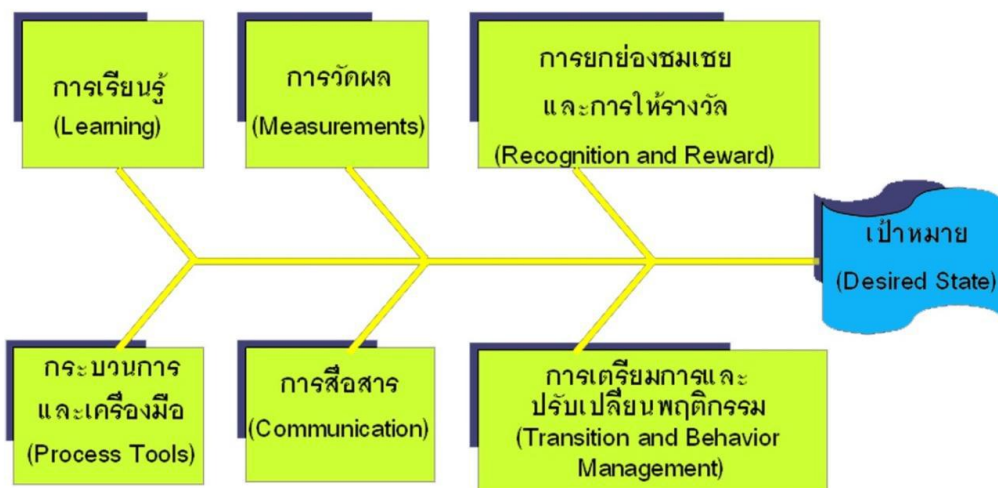 การเรียนรู้
(Learning)
การวัดผล
(Measurements)
การยกย่องชมเชย
และการให้รางวัล
(Recognition and Reward)
เป้าหมาย
(Desired State)
กระบวนการ
และเครื่องมือ
(Process Tools)
การสื่อสาร
(Communication)
การเตรียมการและ
ปรับเปลี่ยนพฤติกรรม
(Transition and Behavior
Management)